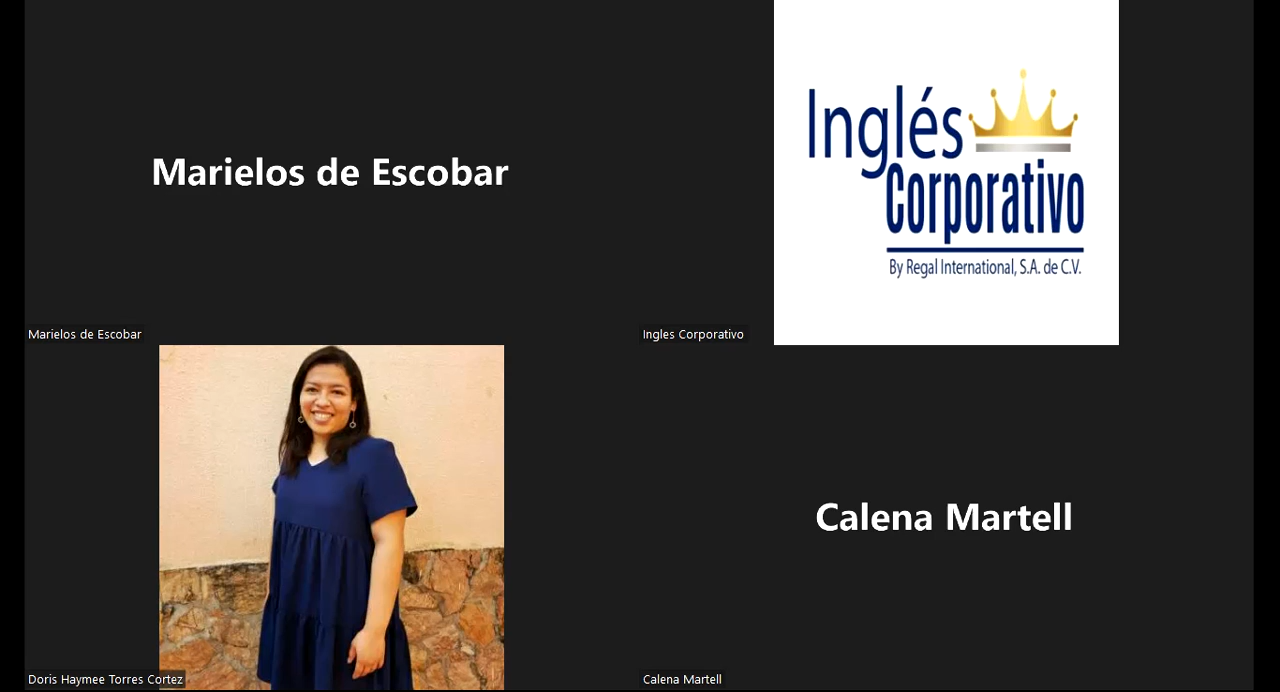 Marielos de Escobar
Marielos de Escobar
Inglés
Corporativo
By Regal International, S.A. de C.V.
Ingles Corporativo
Doris Haymee Torres Cortez
Calena Martell
Calena Martell